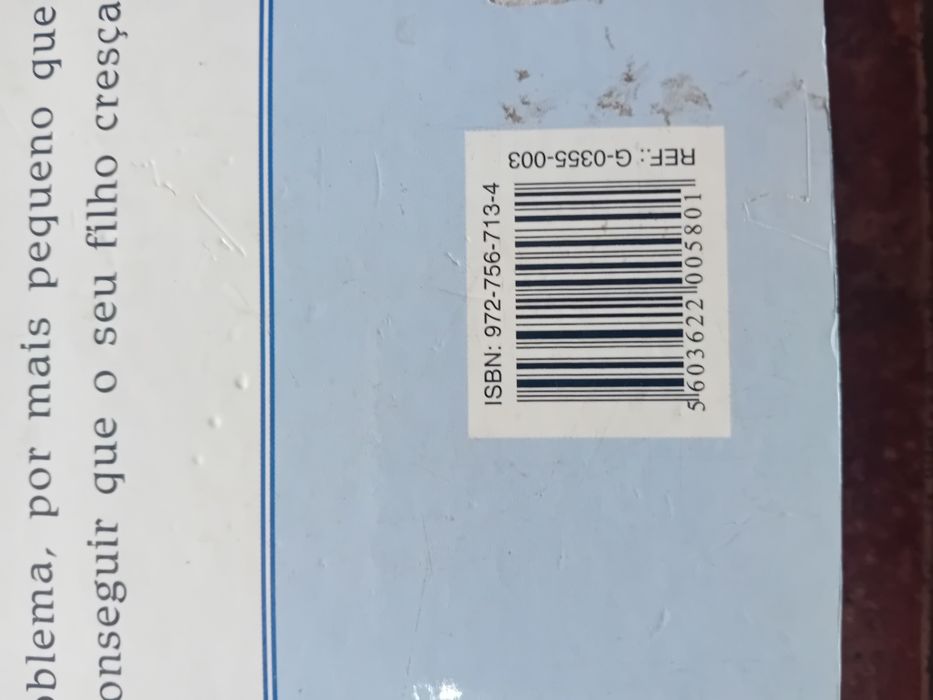 oblema, por mais pequeno que
onseguir que o seu filho cresça
ISBN: 972-756-713-4
5 603622 005801
REF.: G-0355-003